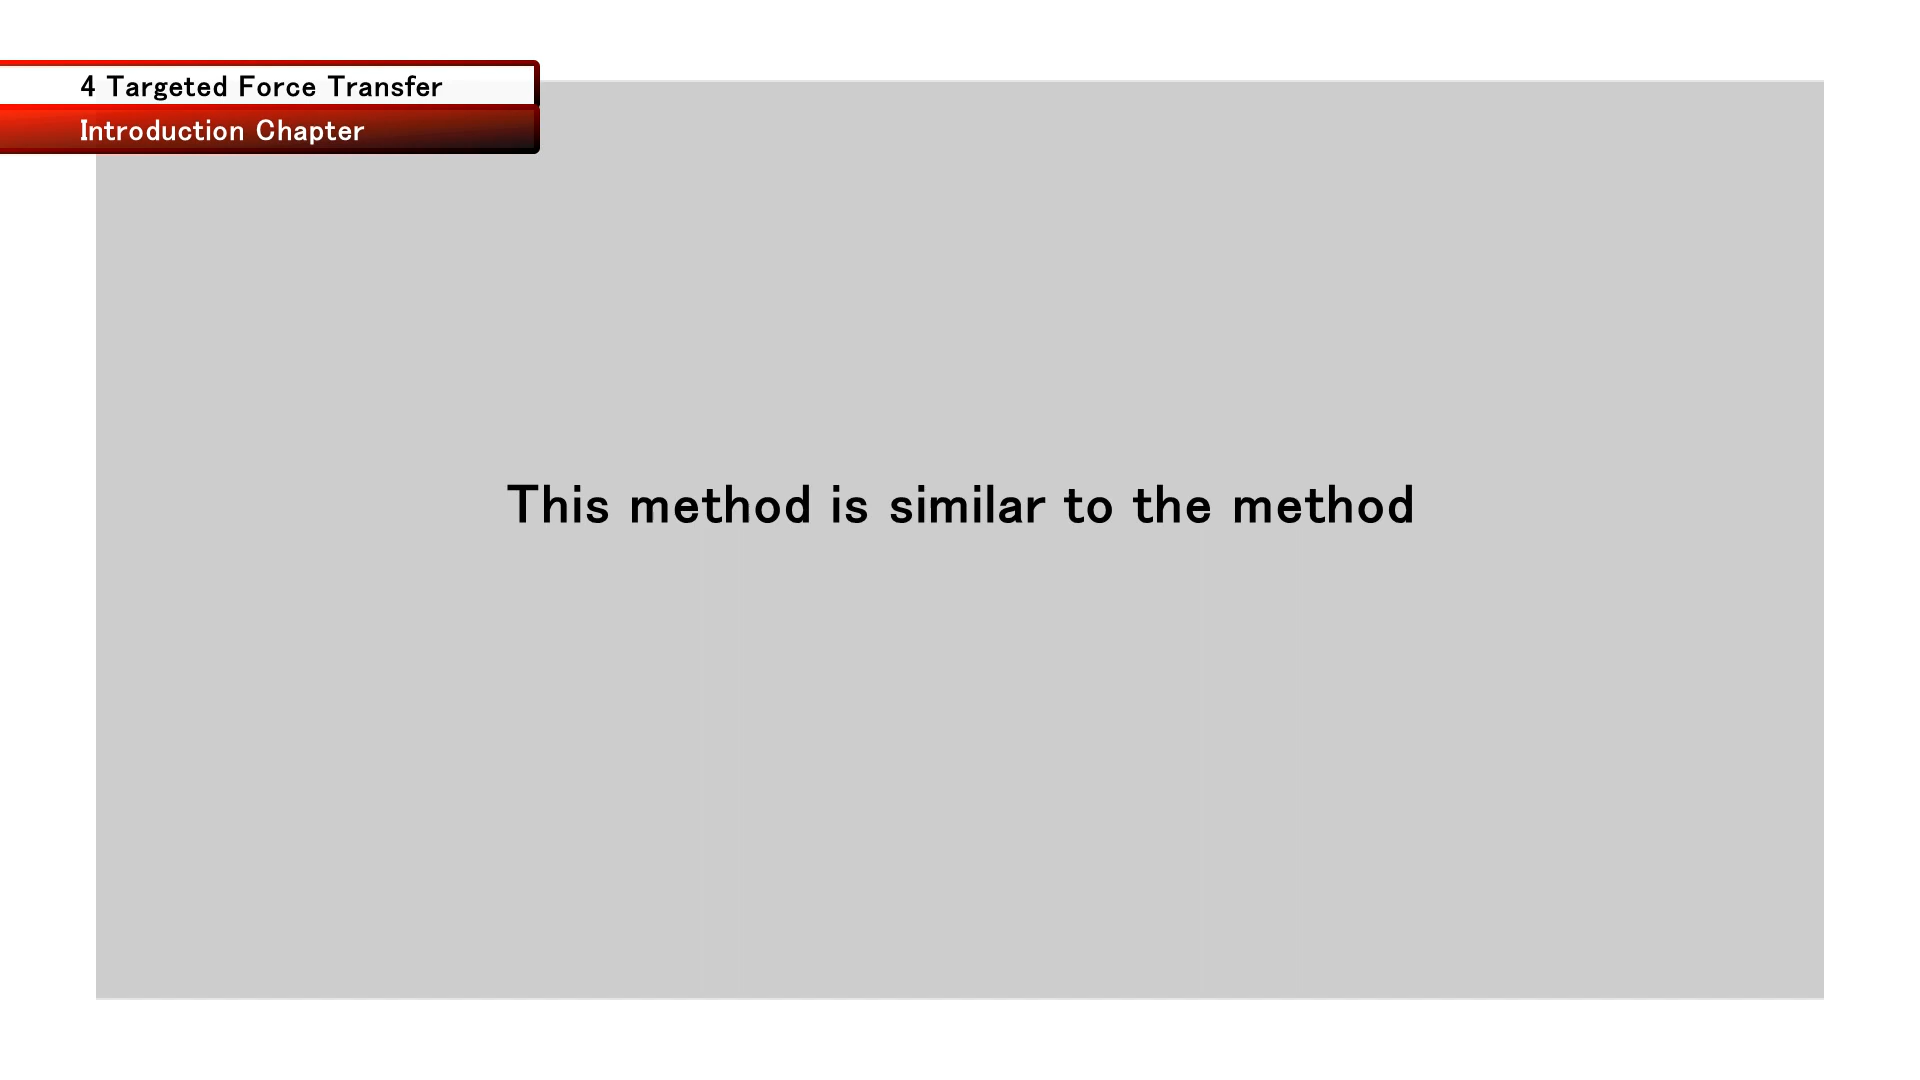 4 Targeted Force Transfer
Introduction Chapter
This method is similar to the method